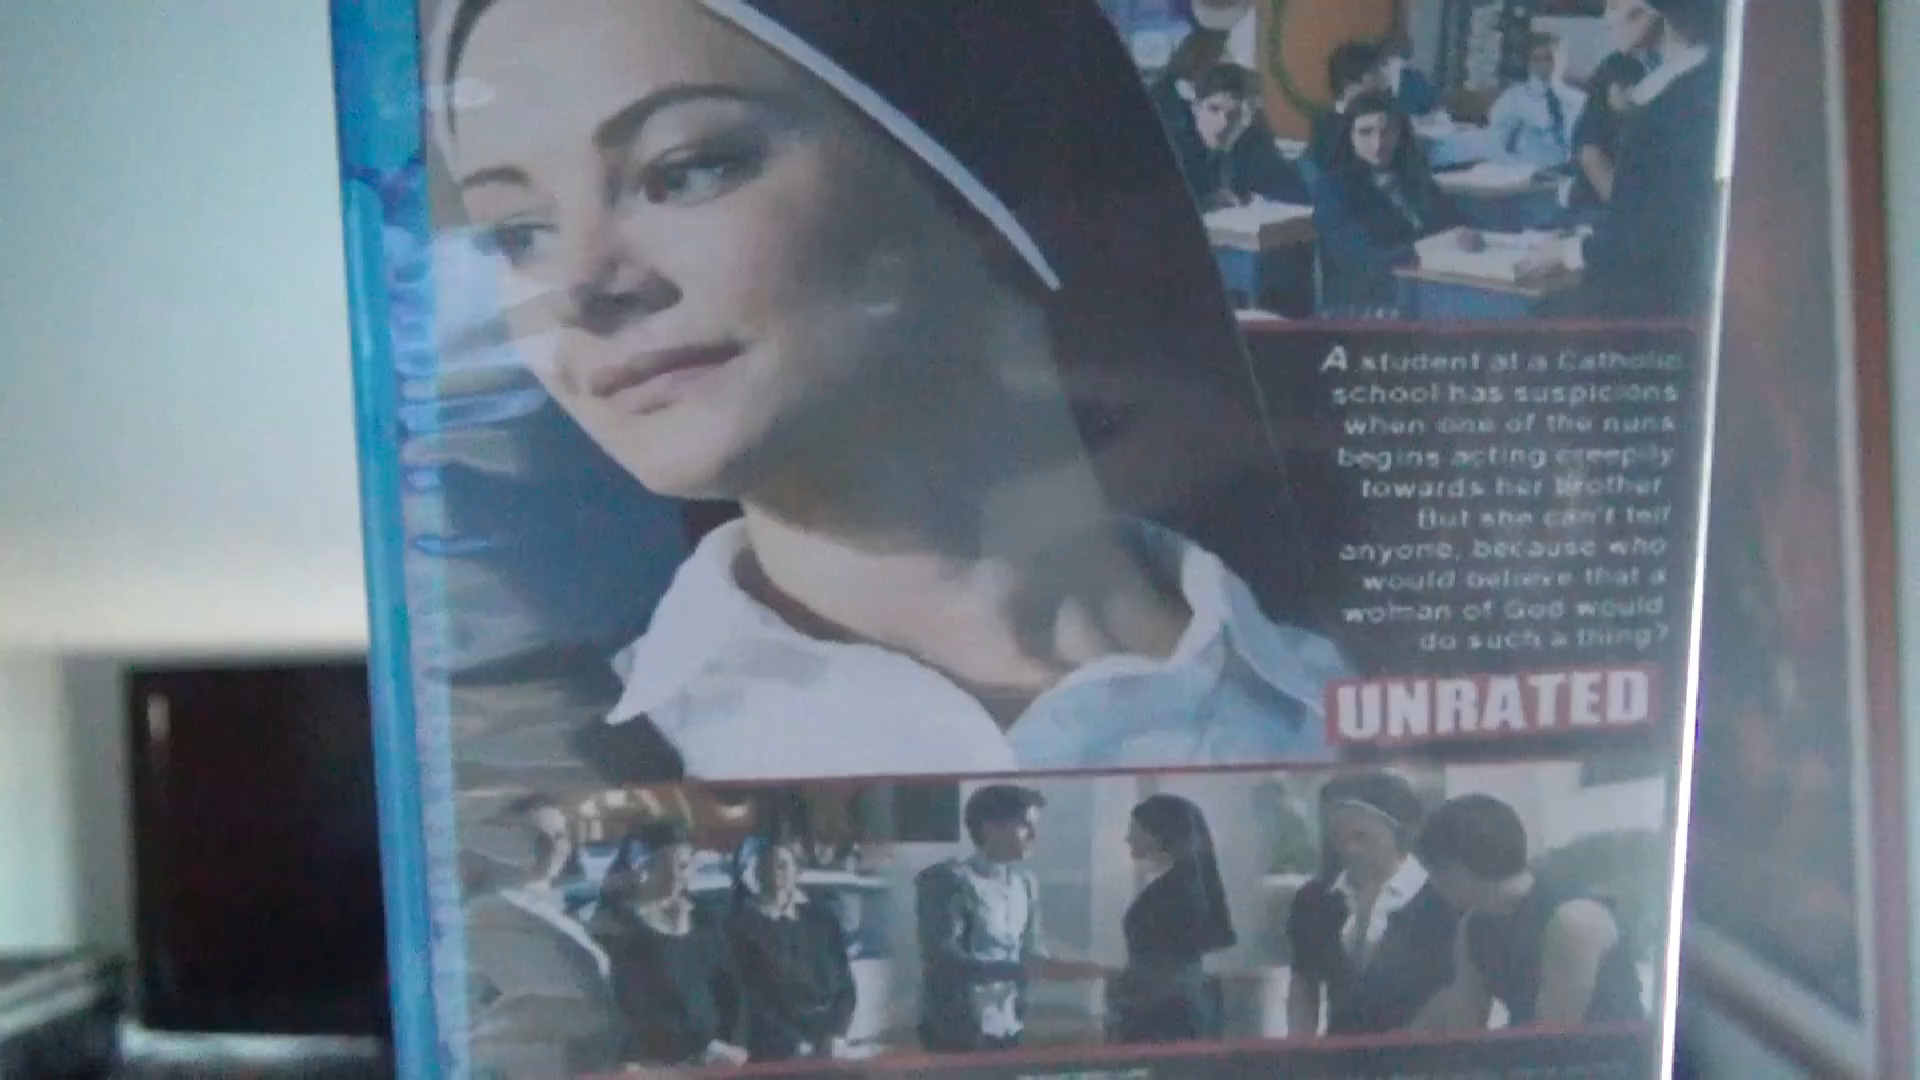 A student at a Catholic
school has suspicions
when one of the nuns
begins acting creepily
towards her brother.
But she can't tell
anyone, because who
would believe that a
woman of God would
do such a thing?
UNRATED